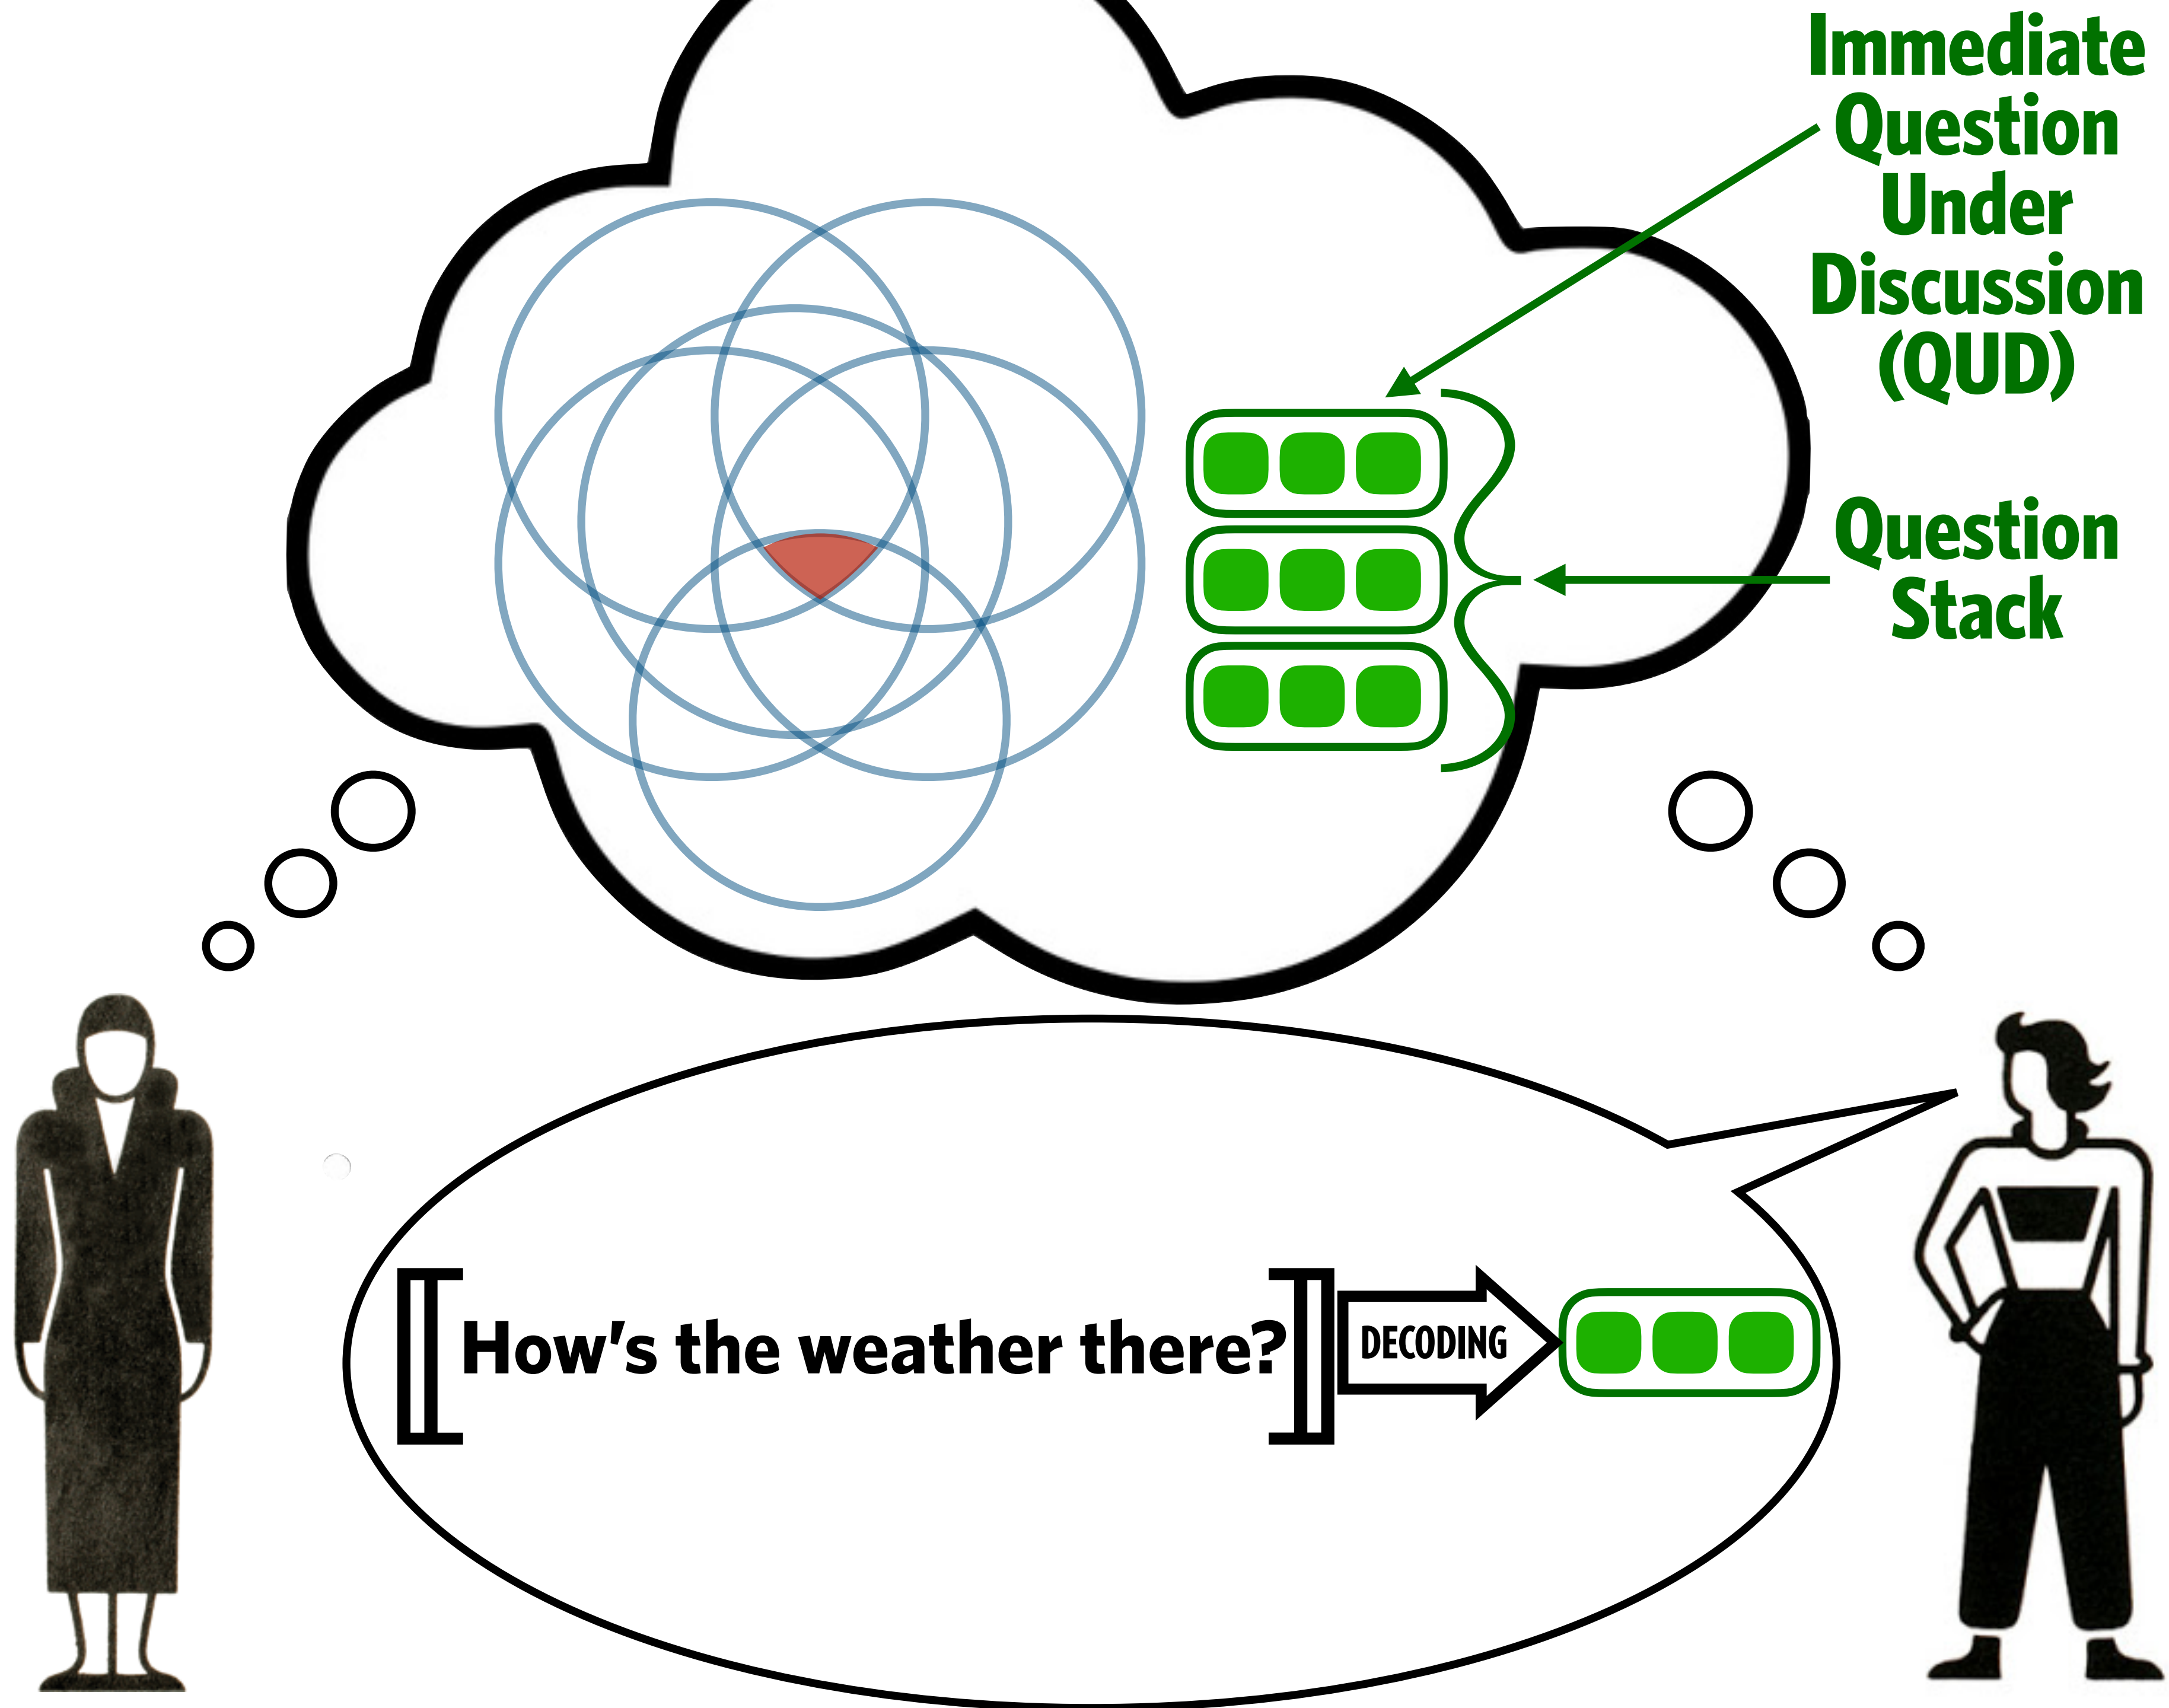 Immediate
Question
Under
Discussion
(QUD)
Question
Stack
How's the weather there?
DECODING